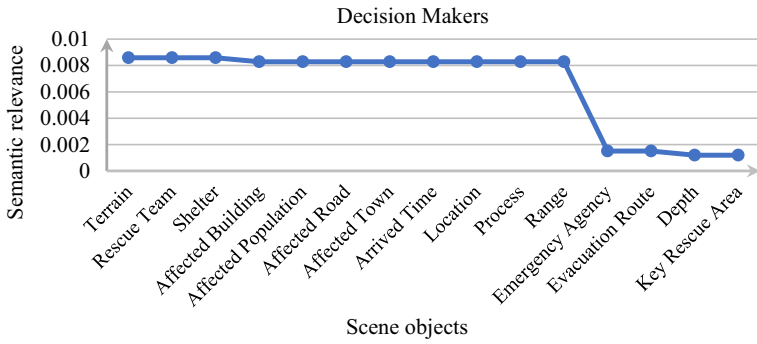 Decision Makers
0.01
0.008
0.006
0.004
0.002
0
Semantic relevance
Terrain
Rescue Team
Shelter
Affected Building
Affected Population
Affected Road
Affected Town
Arrived Time
Location
Process
Range
Emergency Agency
Evacuation Route
Depth
Key Rescue Area
Scene objects